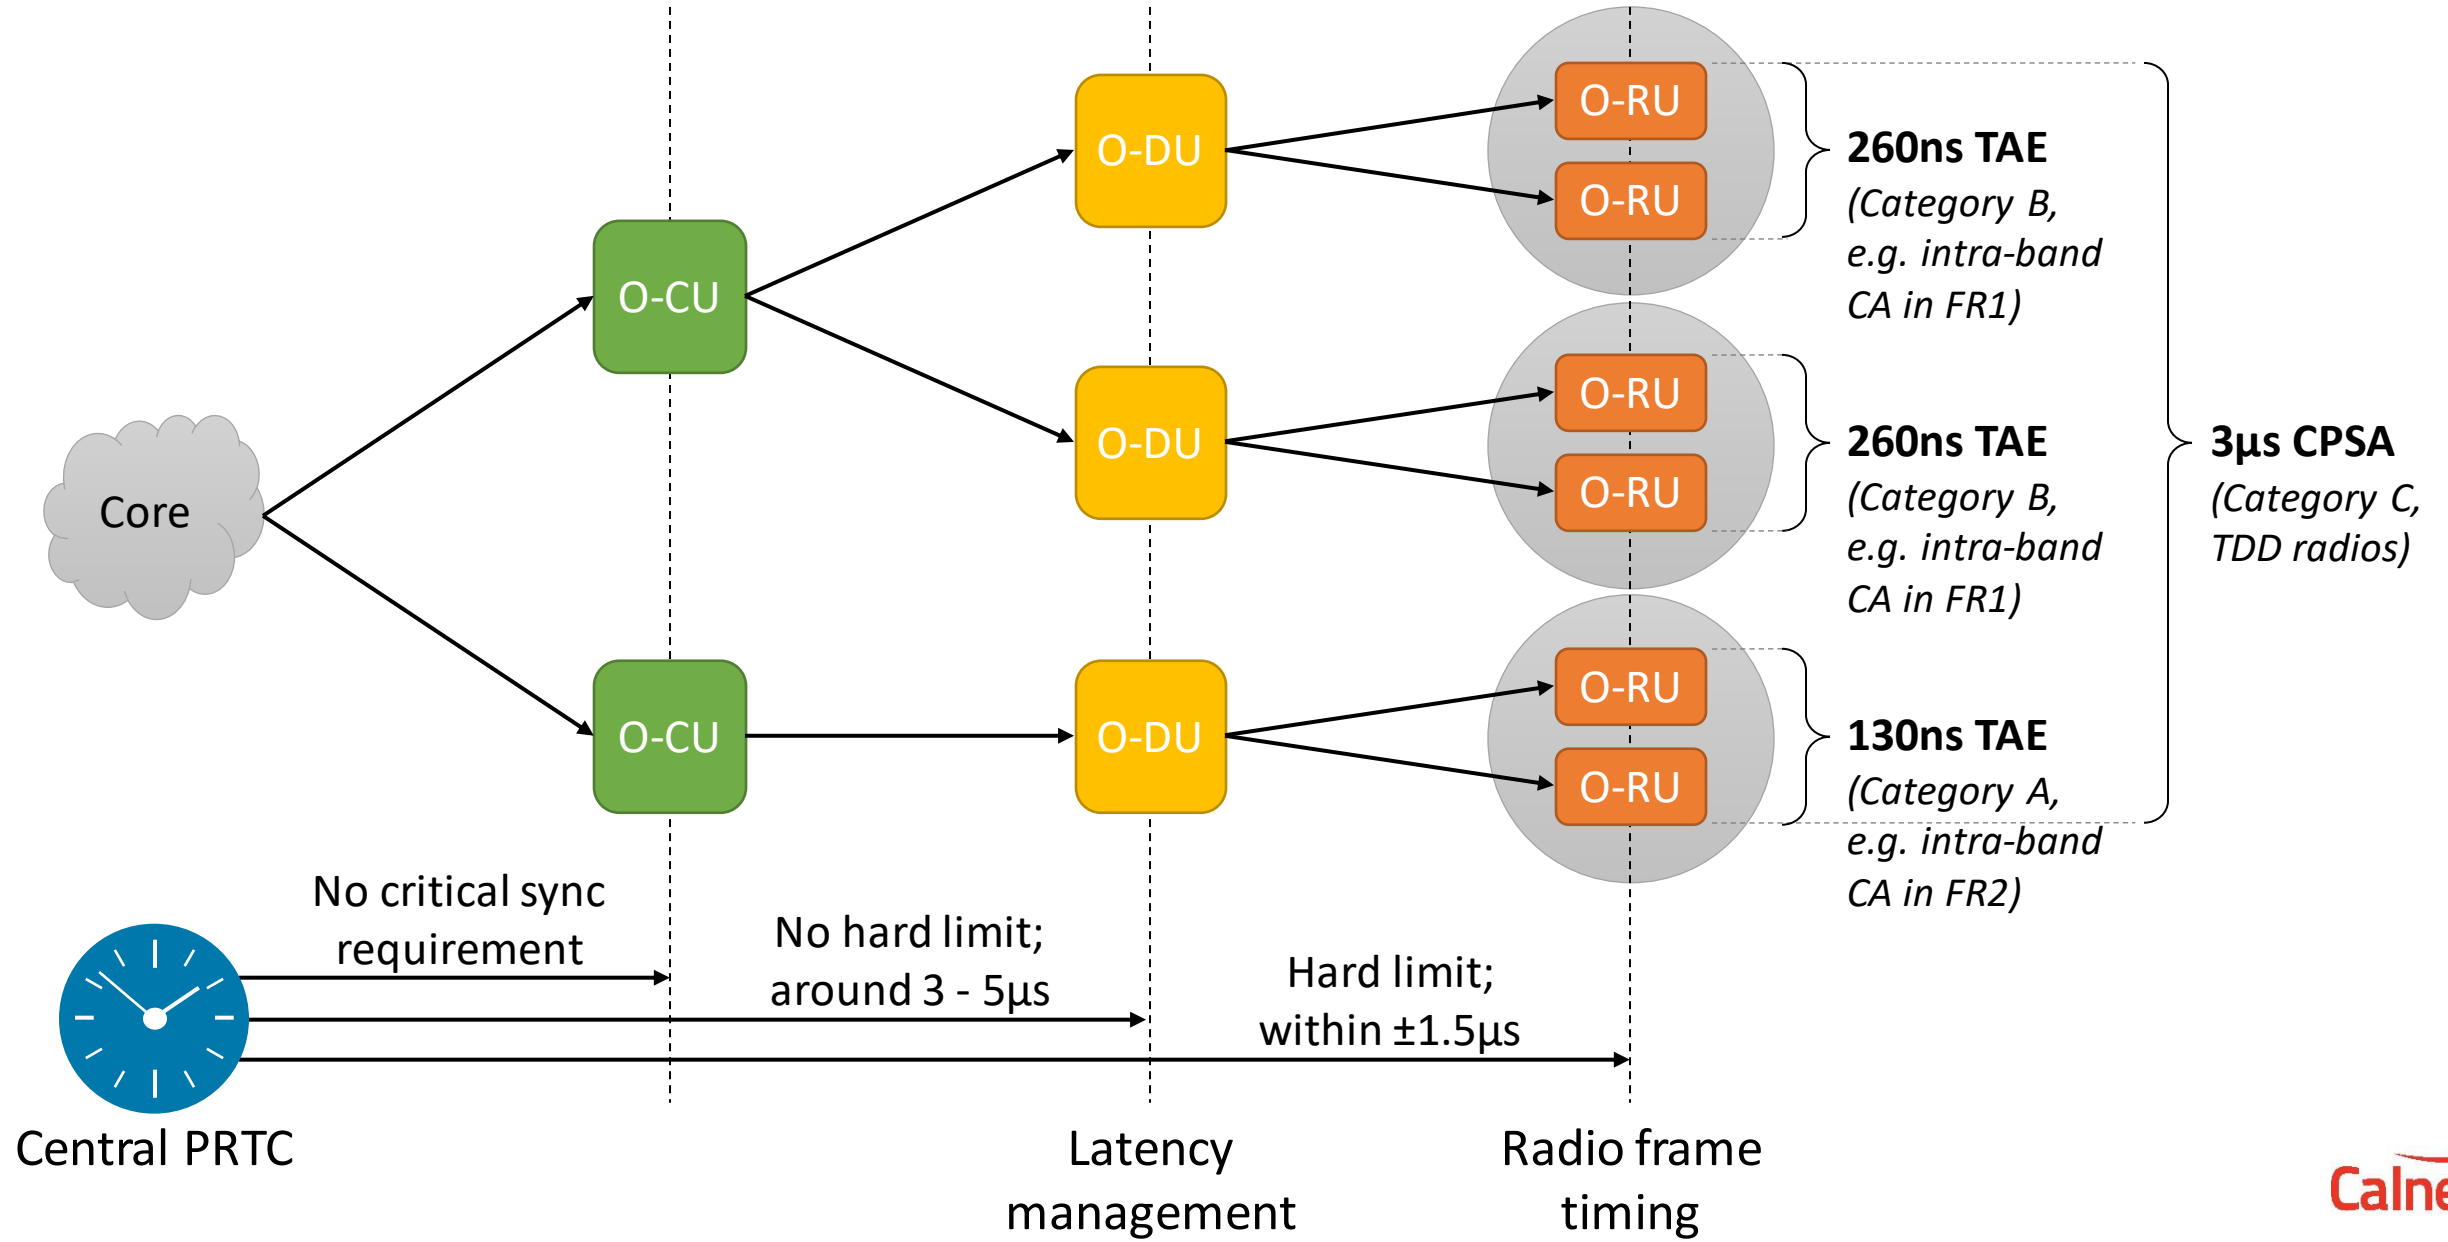 O-RU
O-DU
260ns TAE
O-RU
(Category B,
e.g. intra-band
O-CU
CA in FR1)
O-RU
O-DU
260ns TAE
3µs CPSA
O-RU
(Category B,
(Category C,
Core
e.g. intra-band
TDD radios)
CA in FR1)
O-RU
O-CU
O-DU
130ns TAE
O-RU
(Category A,
e.g. intra-band
CA in FR2)
No critical sync
requirement
No hard limit;
around 3 - 5µs
Hard limit;
within ±1.5µs
Central PRTC
Latency
management
Radio frame
timing